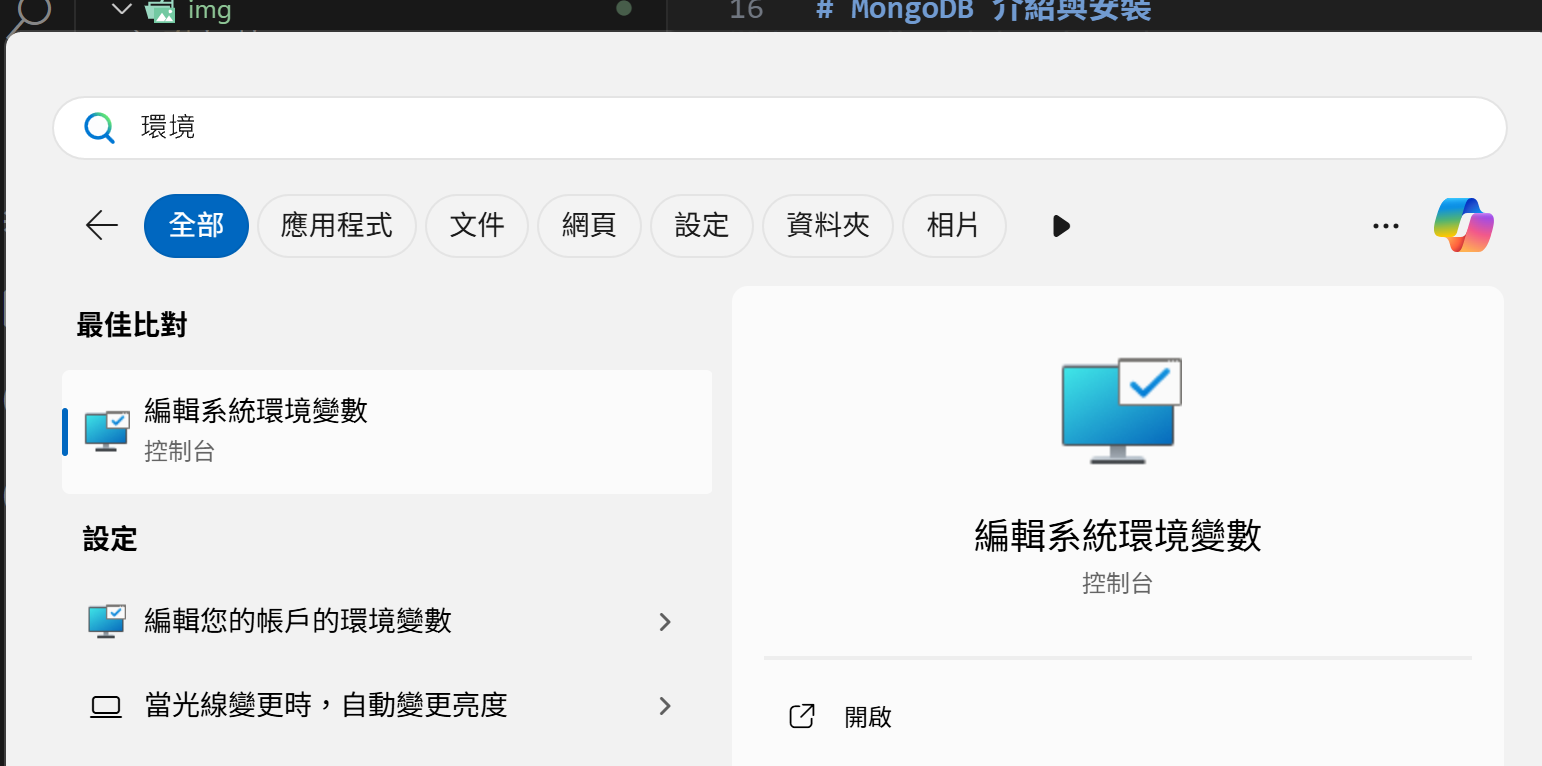 img
16 # MongoDB 介紹與安裝
環境
全部 應用程式 文件 網頁 設定 資料夾 相片
最佳比對
編輯系統環境變數
控制台
設定
編輯您的帳戶的環境變數
當光線變更時，自動變更亮度
編輯系統環境變數
控制台
開啟